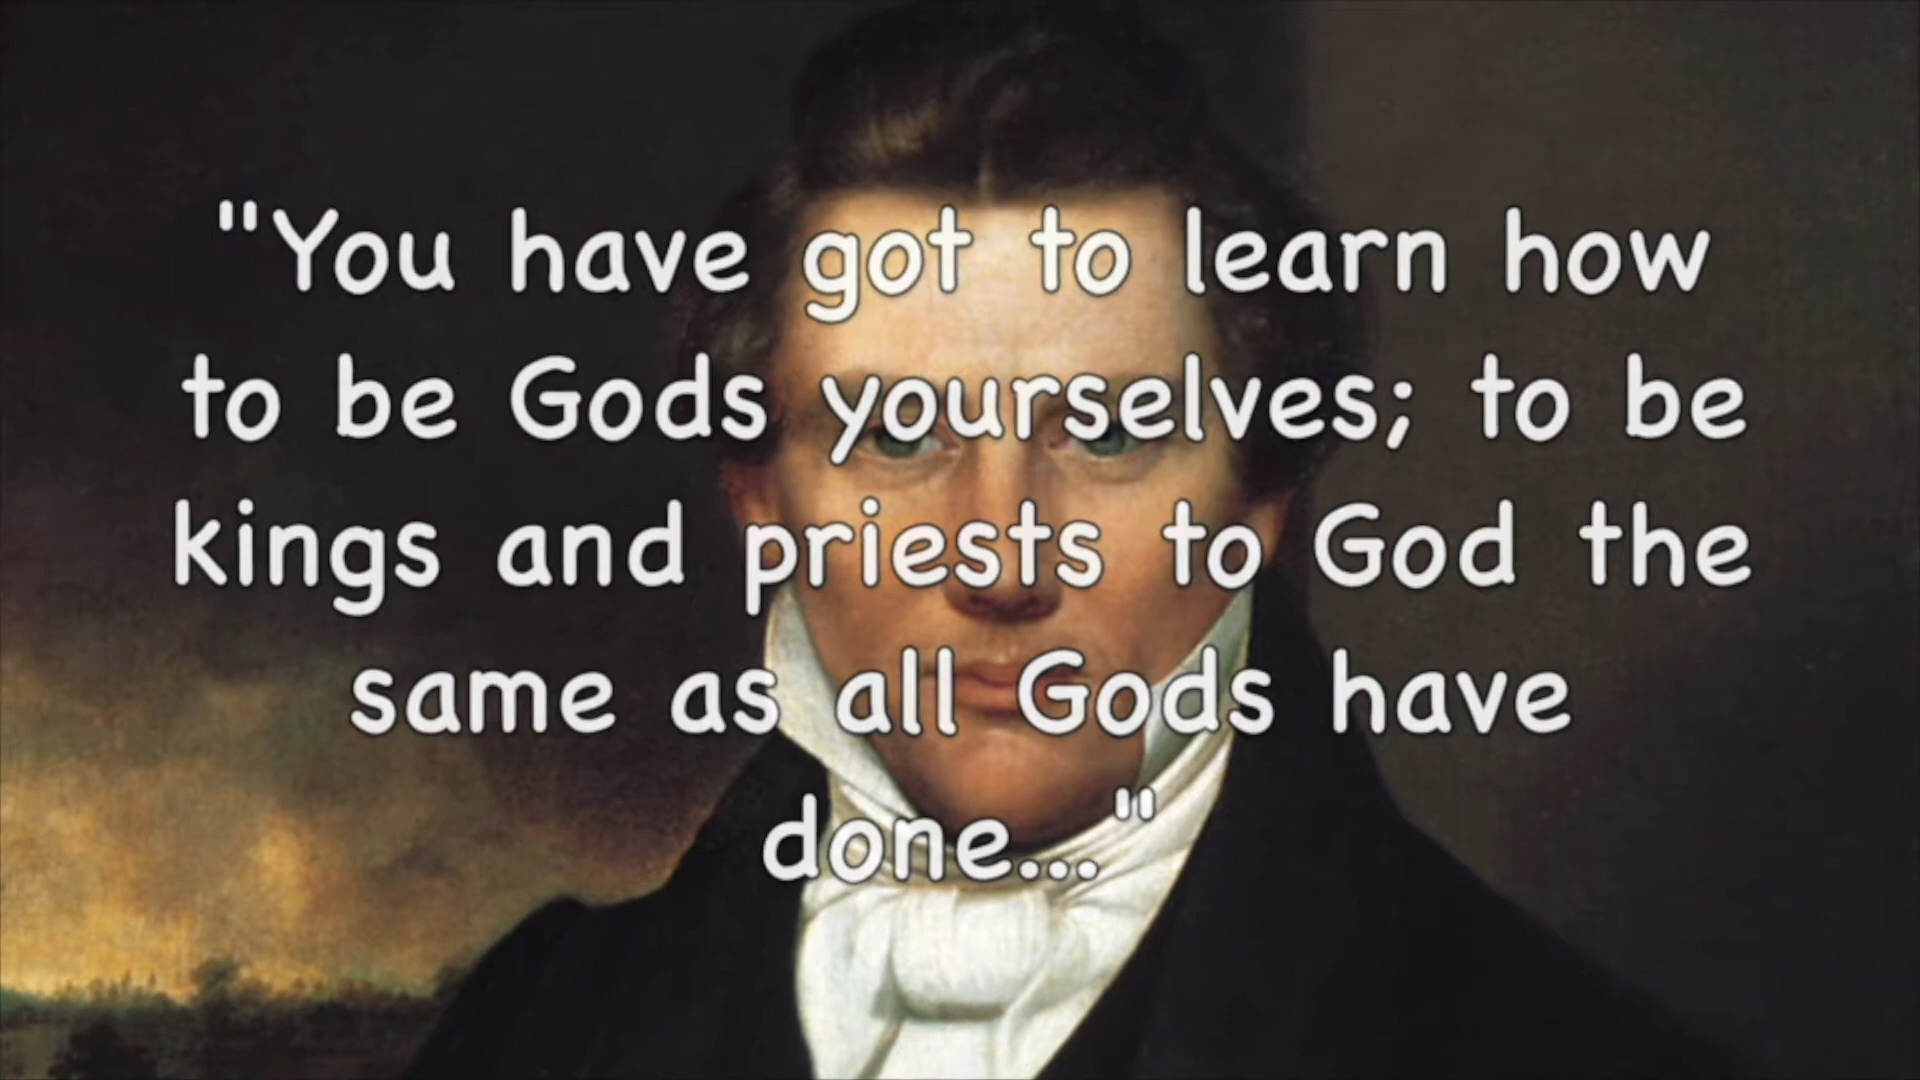 "You have got to learn how
to be Gods yourselves; to be
kings and priests to God the
same as all Gods have
done..."